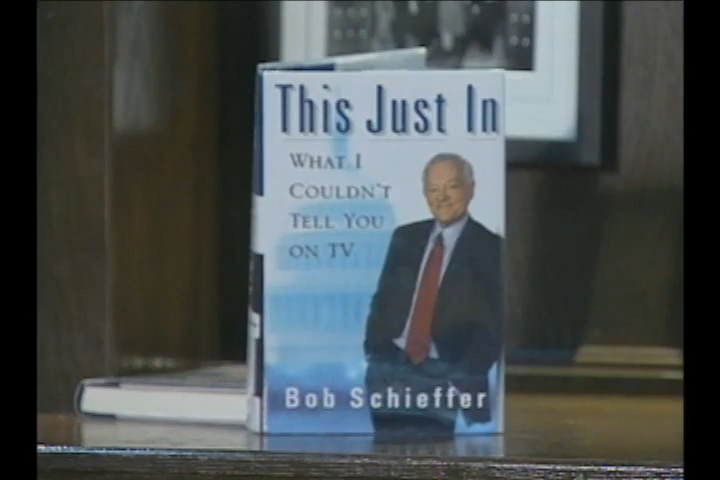 This Just In
WHAT I
COULDN'T
TELL YOU
ON TV
Bob Schieffer